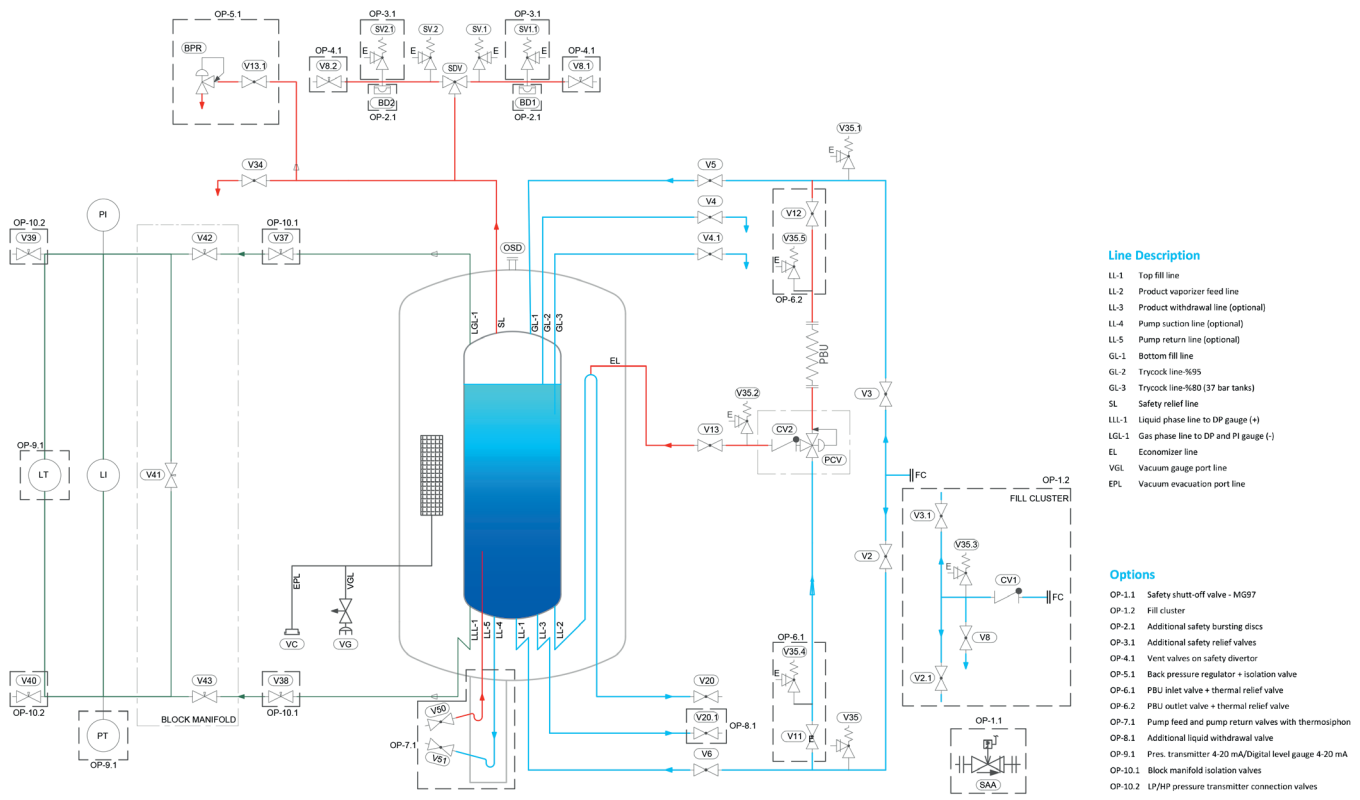 OP-5.1
BPR
V13.1
OP-3.1
SV2.1
E
SV.2
E
SV.1
E
OP-3.1
SV1.1
E
OP-4.1
V8.2
SDV
OP-4.1
V8.1
BD2
OP-2.1
BD1
OP-2.1
V34
V5
V35.1
E
V4
V4.1
V12
V35.5
E
OP-6.2
PI
OP-10.2
V39
V42
OP-10.1
V37
OSD
LGL-1
SL
GL-1
GL-2
GL-3
EL
PBU
V35.2
E
V13
CV2
PCV
V3
FC
OP-9.1
LT
LI
V41
V2
OP-1.2
FILL CLUSTER
V3.1
V35.3
E
CV1
FC
V8
V2.1
EPL
VGL
VC
VG
LLL-1
LL-5
LL-4
LL-1
LL-3
LL-2
OP-6.1
V35.4
E
V11
E
V35
V40
OP-10.2
V43
BLOCK MANIFOLD
V38
OP-10.1
PT
OP-9.1
V50
V51
OP-7.1
V20
V20.1
OP-8.1
V6
OP-1.1
SAA
Line Description
LL-1 Top fill line
LL-2 Product vaporizer feed line
LL-3 Product withdrawal line (optional)
LL-4 Pump suction line (optional)
LL-5 Pump return line (optional)
GL-1 Bottom fill line
GL-2 Trycock line-%95
GL-3 Trycock line-%80 (37 bar tanks)
SL Safety relief line
LLL-1 Liquid phase line to DP gauge (+)
LGL-1 Gas phase line to DP and PI gauge (-)
EL Economizer line
VGL Vacuum gauge port line
EPL Vacuum evacuation port line
Options
OP-1.1 Safety shutt-off valve - MG97
OP-1.2 Fill cluster
OP-2.1 Additional safety bursting discs
OP-3.1 Additional safety relief valves
OP-4.1 Vent valves on safety divertor
OP-5.1 Back pressure regulator + isolation valve
OP-6.1 PBU inlet valve + thermal relief valve
OP-6.2 PBU outlet valve + thermal relief valve
OP-7.1 Pump feed and pump return valves with thermosiphon
OP-8.1 Additional liquid withdrawal valve
OP-9.1 Pres. transmitter 4-20 mA/Digital level gauge 4-20 mA
OP-10.1 Block manifold isolation valves
OP-10.2 LP/HP pressure transmitter connection valves